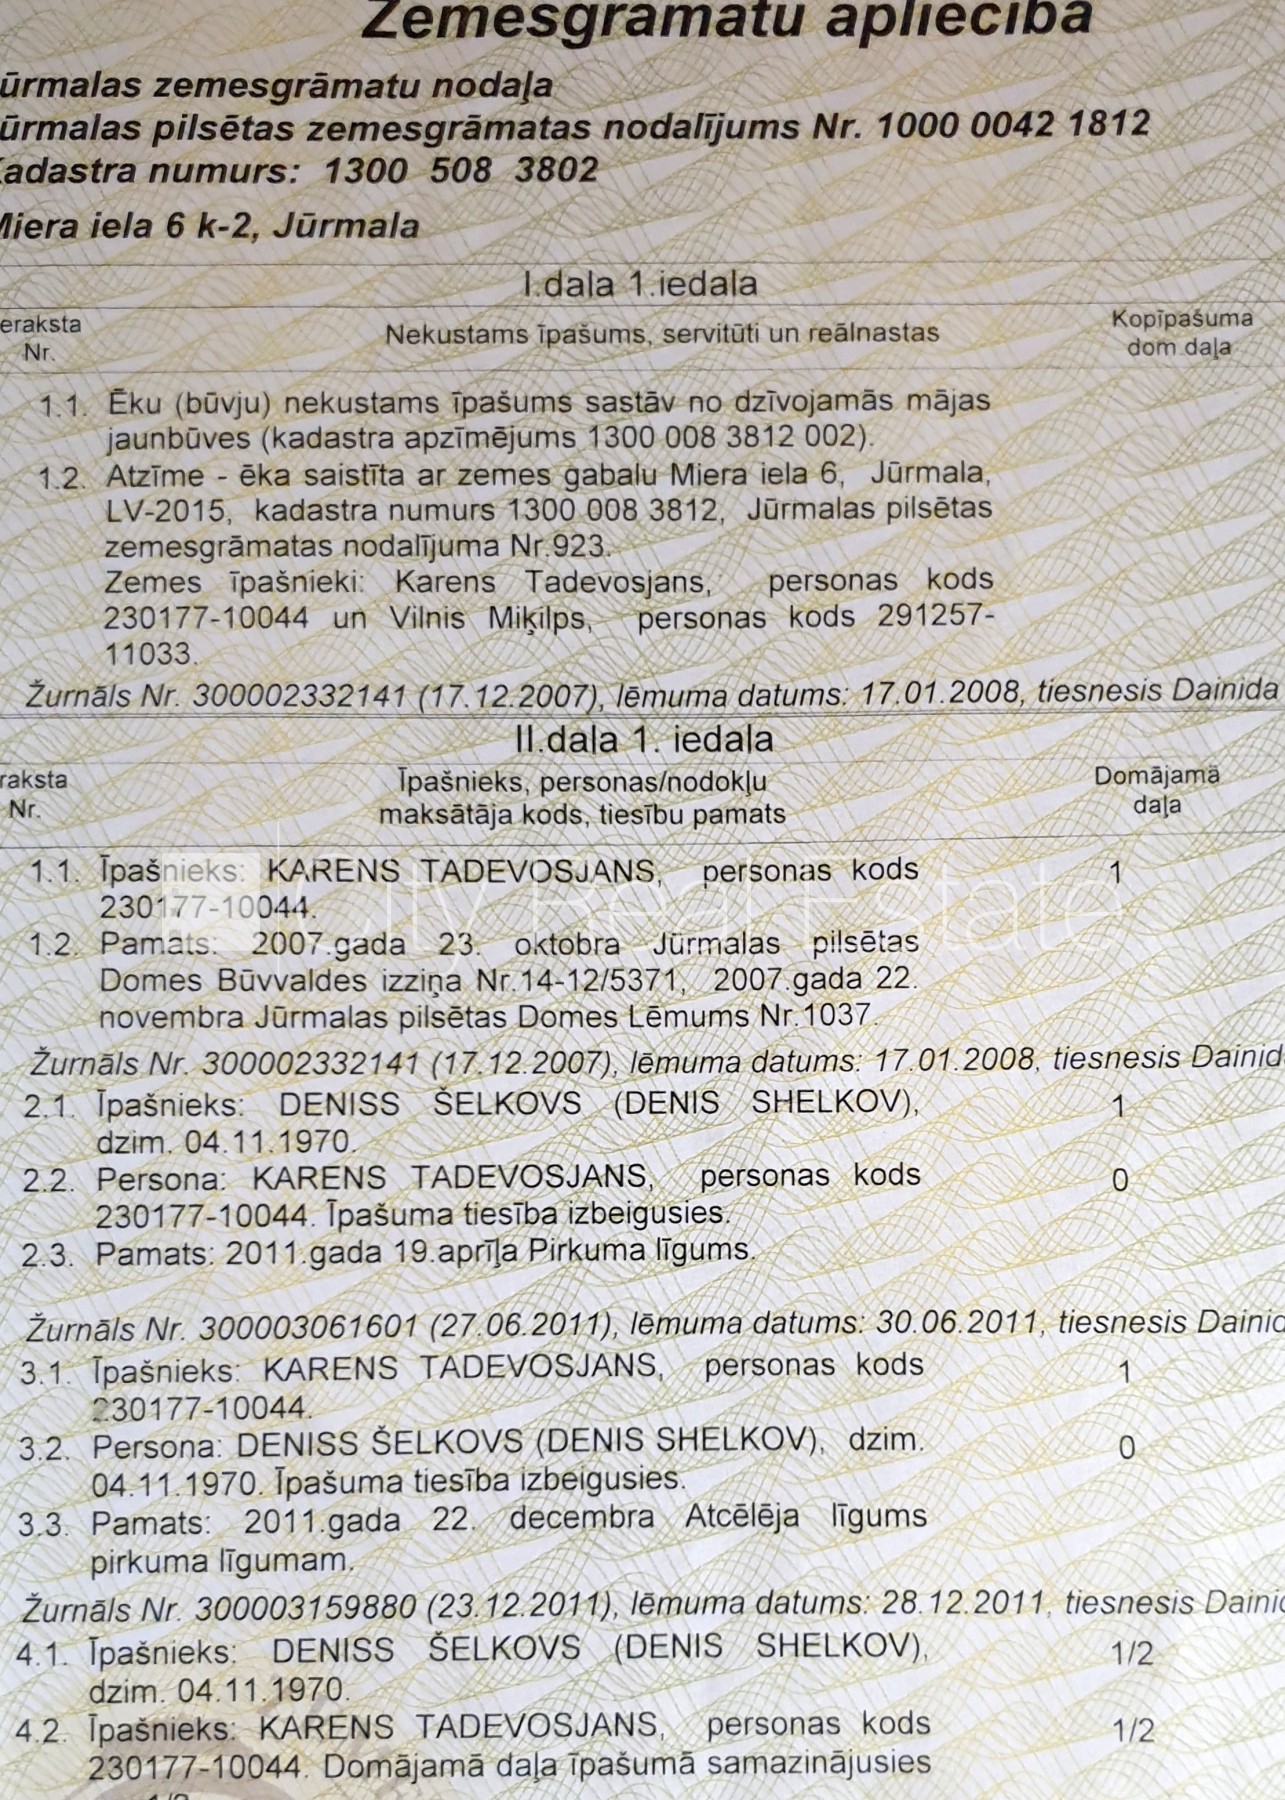 Zemesgrāmatu apliecība
ūrmalas zemesgrāmatu nodaļa
ūrmalas pilsētas zemesgrāmatas nodalījums Nr. 1000 0042 1812
adastra numurs: 1300 508 3802
Miera iela 6 k-2, Jūrmala
I.daļa 1.iedaļa
eraksta Nekustams īpašums, servitūti un reālnastas Kopīpašuma
Nr. dom.daļa
1.1. Ēku (būvju) nekustams īpašums sastāv no dzīvojamās mājas
jaunbūves (kadastra apzīmējums 1300 008 3812 002).
1.2. Atzīme - ēka saistīta ar zemes gabalu Miera iela 6, Jūrmala,
LV-2015, kadastra numurs 1300 008 3812, Jūrmalas pilsētas
zemesgrāmatas nodalījuma Nr.923.
Zemes īpašnieki: Karens Tadevosjans, personas kods
230177-10044 un Vilnis Miķilps, personas kods 291257-
11033.
Žurnāls Nr. 300002332141 (17.12.2007), lēmuma datums: 17.01.2008, tiesnesis Dainida
II.daļa 1. iedaļa
raksta Īpašnieks, personas/nodokļu Domājamā
Nr. maksātāja kods, tiesību pamats daļa
1.1. Īpašnieks: KARENS TADEVOSJANS, personas kods 1
230177-10044.
City Real Estate
1.2. Pamats: 2007.gada 23. oktobra Jūrmalas pilsētas
Domes Būvvaldes izziņa Nr.14-12/5371, 2007.gada 22.
novembra Jūrmalas pilsētas Domes Lēmums Nr.1037.
Žurnāls Nr. 300002332141 (17.12.2007), lēmuma datums: 17.01.2008, tiesnesis Dainid
2.1. Īpašnieks: DENISS ŠELKOVS (DENIS SHELKOV), 1
dzim. 04.11.1970.
2.2. Persona: KARENS TADEVOSJANS, personas kods 0
230177-10044. Īpašuma tiesība izbeigusies.
2.3. Pamats: 2011.gada 19.aprīļa Pirkuma līgums.
Žurnāls Nr. 300003061601 (27.06.2011), lēmuma datums: 30.06.2011, tiesnesis Dainid
3.1. Īpašnieks: KARENS TADEVOSJANS, personas kods 1
230177-10044.
3.2. Persona: DENISS ŠELKOVS (DENIS SHELKOV), dzim. 0
04.11.1970. Īpašuma tiesība izbeigusies.
3.3. Pamats: 2011.gada 22. decembra Atcēlēja līgums
pirkuma līgumam.
Žurnāls Nr. 300003159880 (23.12.2011), lēmuma datums: 28.12.2011, tiesnesis Dainid
4.1. Īpašnieks: DENISS ŠELKOVS (DENIS SHELKOV), 1/2
dzim. 04.11.1970.
4.2. Īpašnieks: KARENS TADEVOSJANS, personas kods 1/2
230177-10044. Domājamā daļa īpašumā samazinājusies